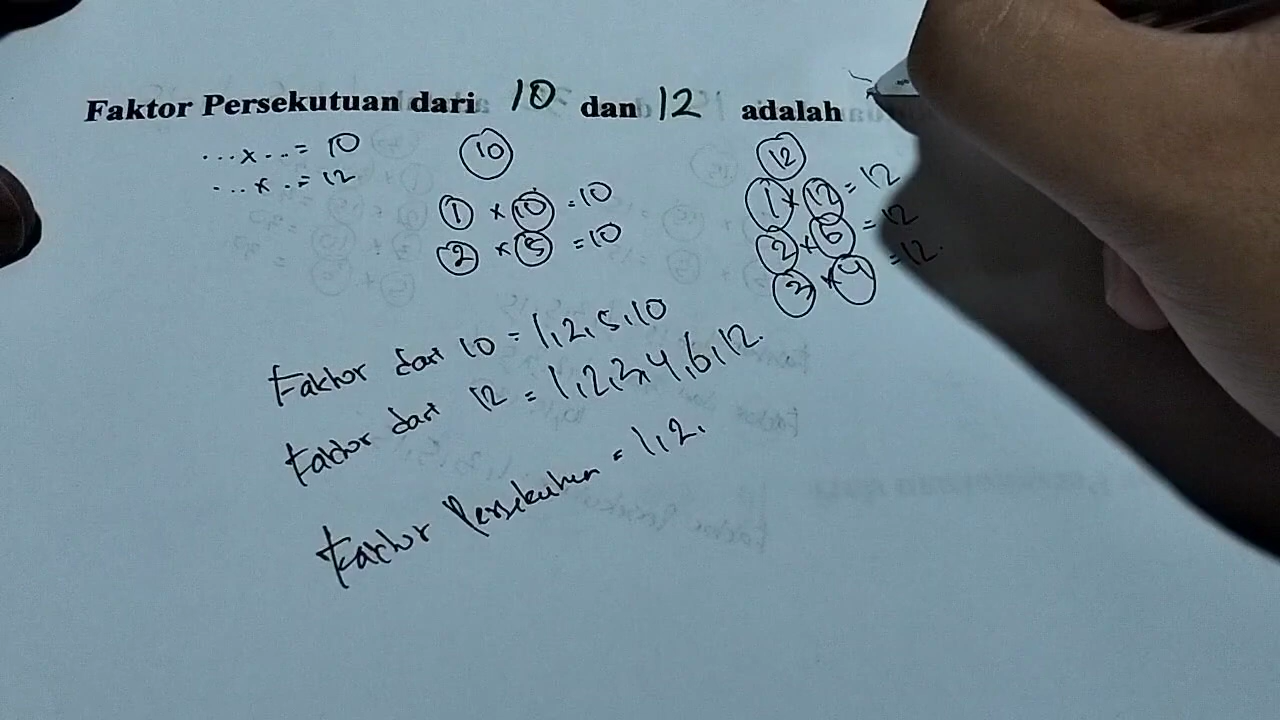 Faktor Persekutuan dari 10 dan 12 adalah
...x...= 10
...x..= 12
10
1 x 10 = 10
2 x 5 = 10
12
1 x 12 = 12
2 x 6 = 12
3 x 4 = 12.
Faktor dari 10 = 1,2,5,10
Faktor dari 12 = 1,2,3,4,6,12.
Faktor Persekutuan = 1,2.